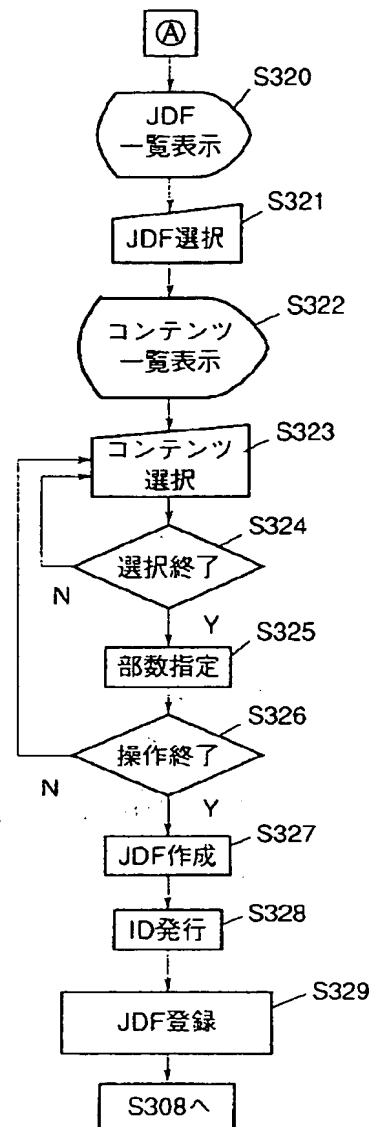 A
S320
JDF
一覧表示
S321
JDF選択
S322
コンテンツ
一覧表示
S323
コンテンツ
選択
S324
選択終了
N
Y
S325
部数指定
S326
操作終了
N
Y
S327
JDF作成
S328
ID発行
S329
JDF登録
S308へ